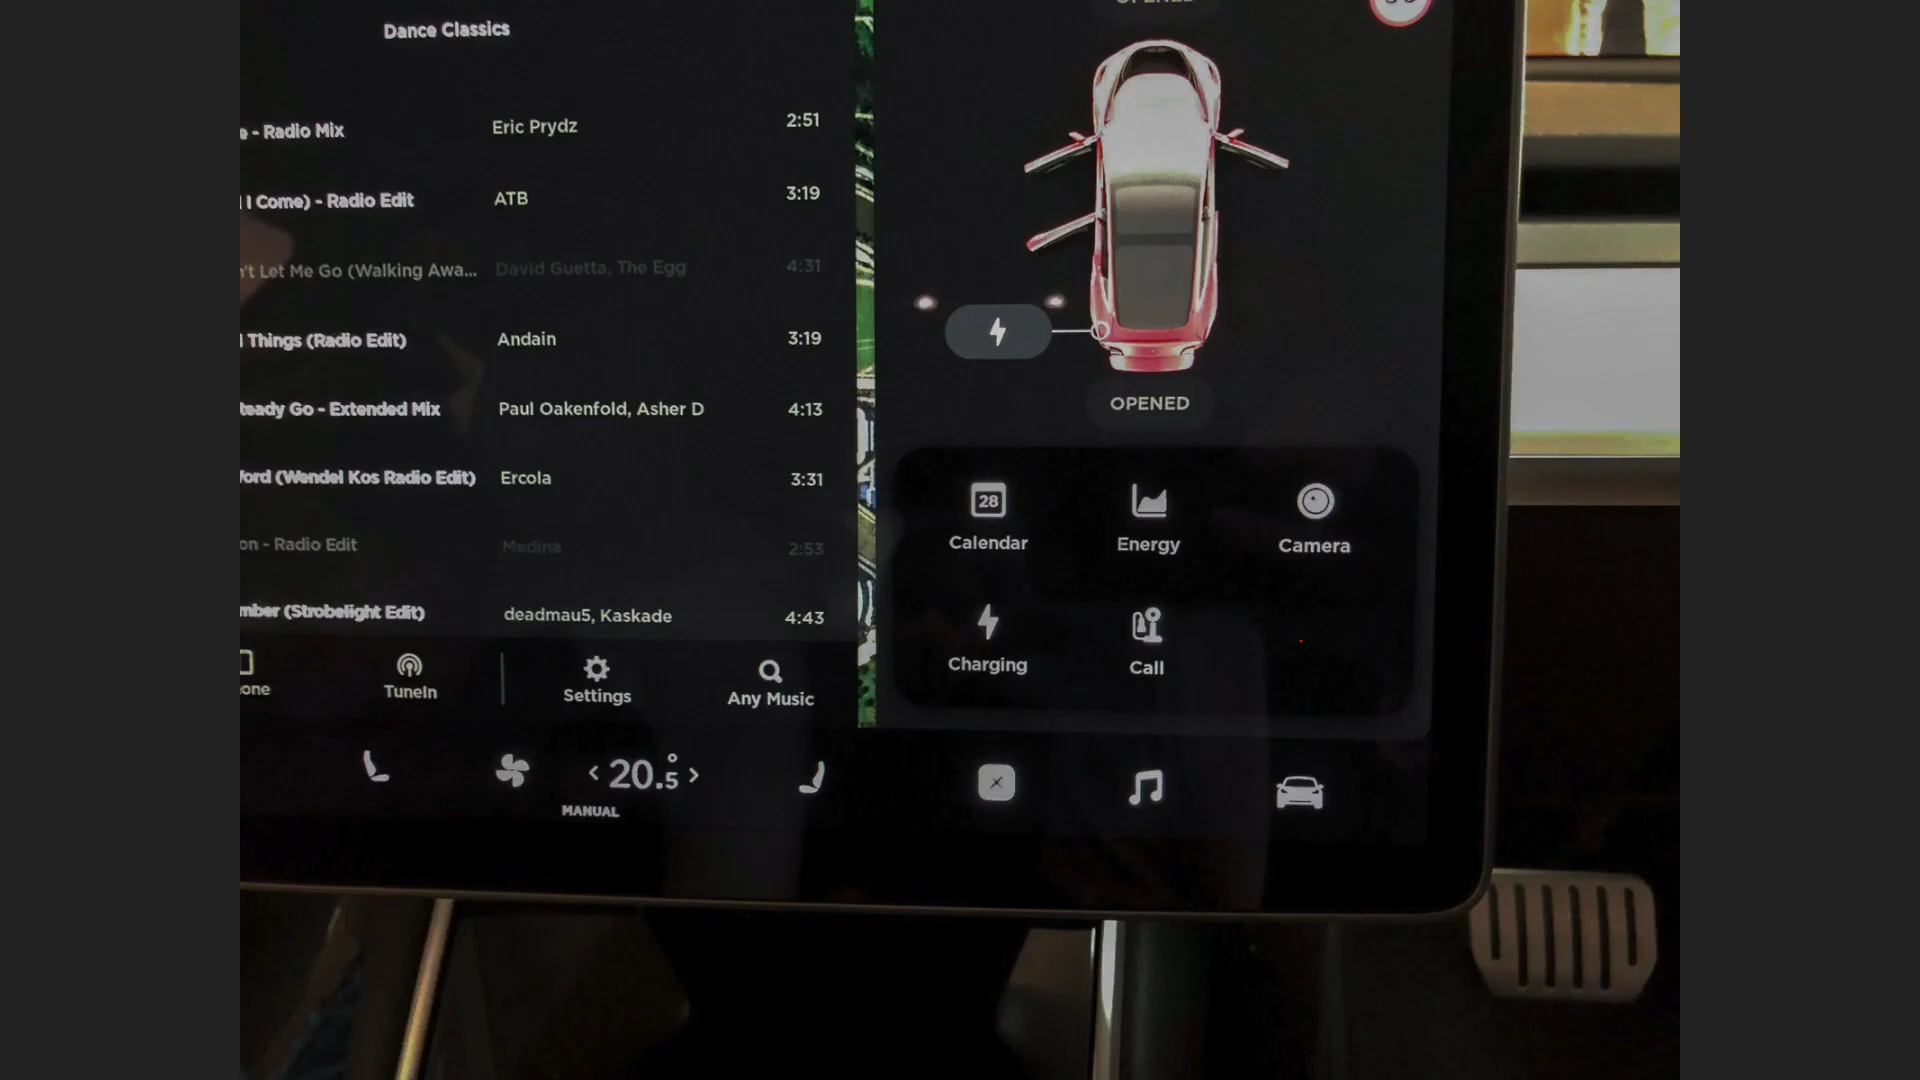 Dance Classics
OPENED
e - Radio Mix Eric Prydz 2:51
I Come) - Radio Edit ATB 3:19
n't Let Me Go (Walking Awa... David Guetta, The Egg 4:31
l Things (Radio Edit) Andain 3:19
teady Go - Extended Mix Paul Oakenfold, Asher D 4:13
ord (Wendel Kos Radio Edit) Ercola 3:31
on - Radio Edit Medina 2:53
mber (Strobelight Edit) deadmau5, Kaskade 4:43
OPENED
28
Calendar Energy Camera
Charging Call
one TuneIn Settings Any Music
< 20.5° >
MANUAL